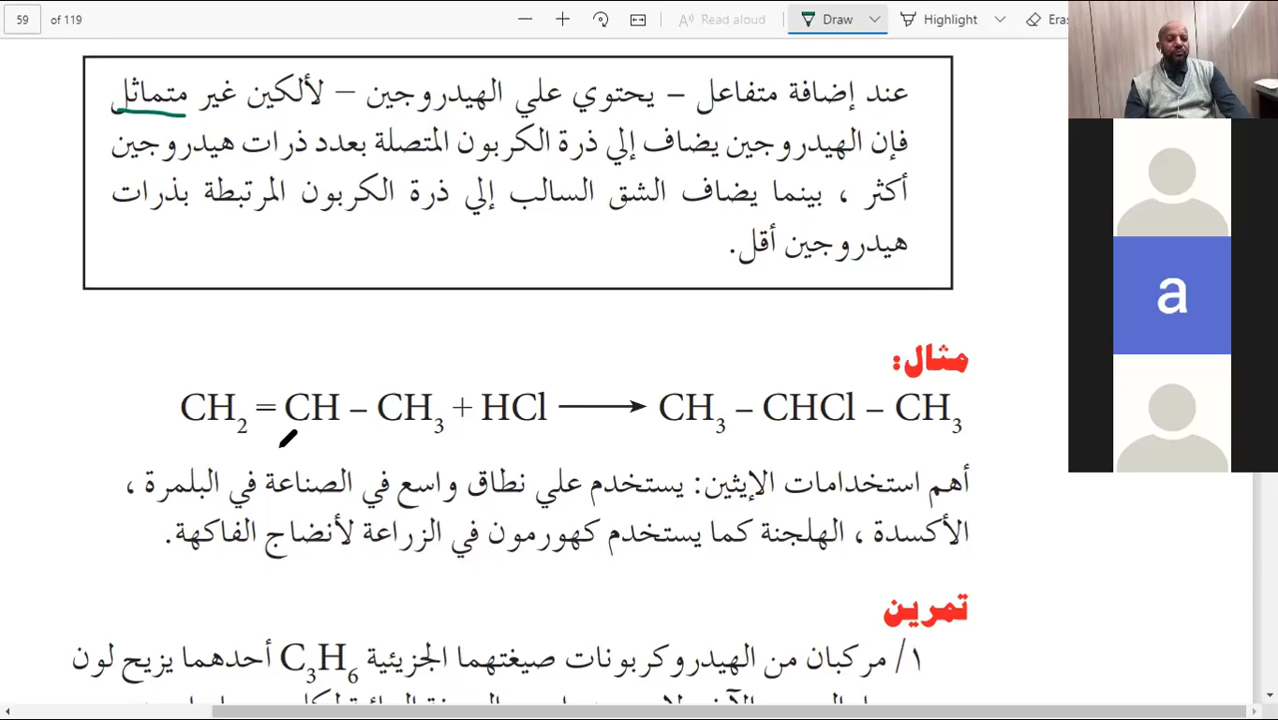 59 of 119 Read aloud Draw Highlight Eras
عند إضافة متفاعل – يحتوي علي الهيدروجين – لألكين غير متماثل
فإن الهيدروجين يضاف إلي ذرة الكربون المتصلة بعدد ذرات هيدروجين
أكثر ، بينما يضاف الشق السالب إلي ذرة الكربون المرتبطة بذرات
هيدروجين أقل.
a
مثال:
CH₂ = CH – CH₃ + HCl ⟶ CH₃ – CHCl – CH₃
أهم استخدامات الإيثين: يستخدم علي نطاق واسع في الصناعة في البلمرة ،
الأكسدة ، الهلجنة كما يستخدم كهورمون في الزراعة لأنضاج الفاكهة.
تمرين
١/ مركبان من الهيدروكربونات صيغتهما الجزيئية C₃H₆ أحدهما يزيح لون